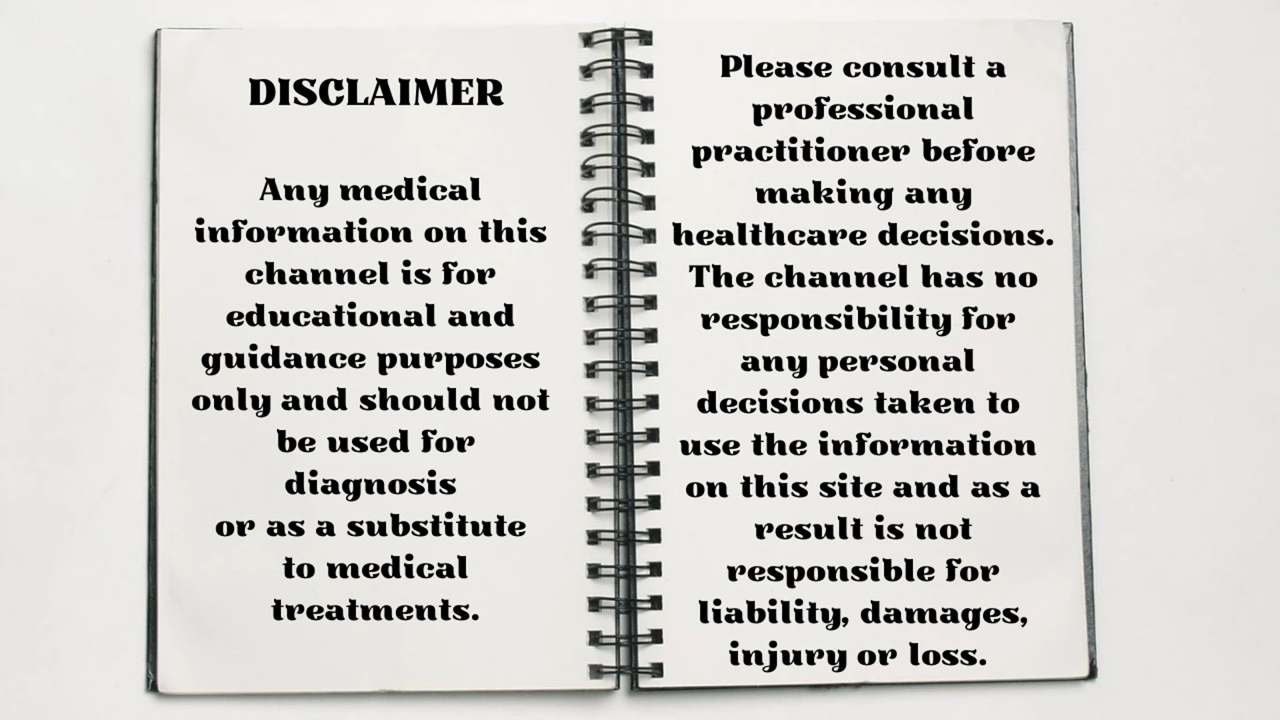 DISCLAIMER
Any medical
information on this
channel is for
educational and
guidance purposes
only and should not
be used for
diagnosis
or as a substitute
to medical
treatments.
Please consult a
professional
practitioner before
making any
healthcare decisions.
The channel has no
responsibility for
any personal
decisions taken to
use the information
on this site and as a
result is not
responsible for
liability, damages,
injury or loss.